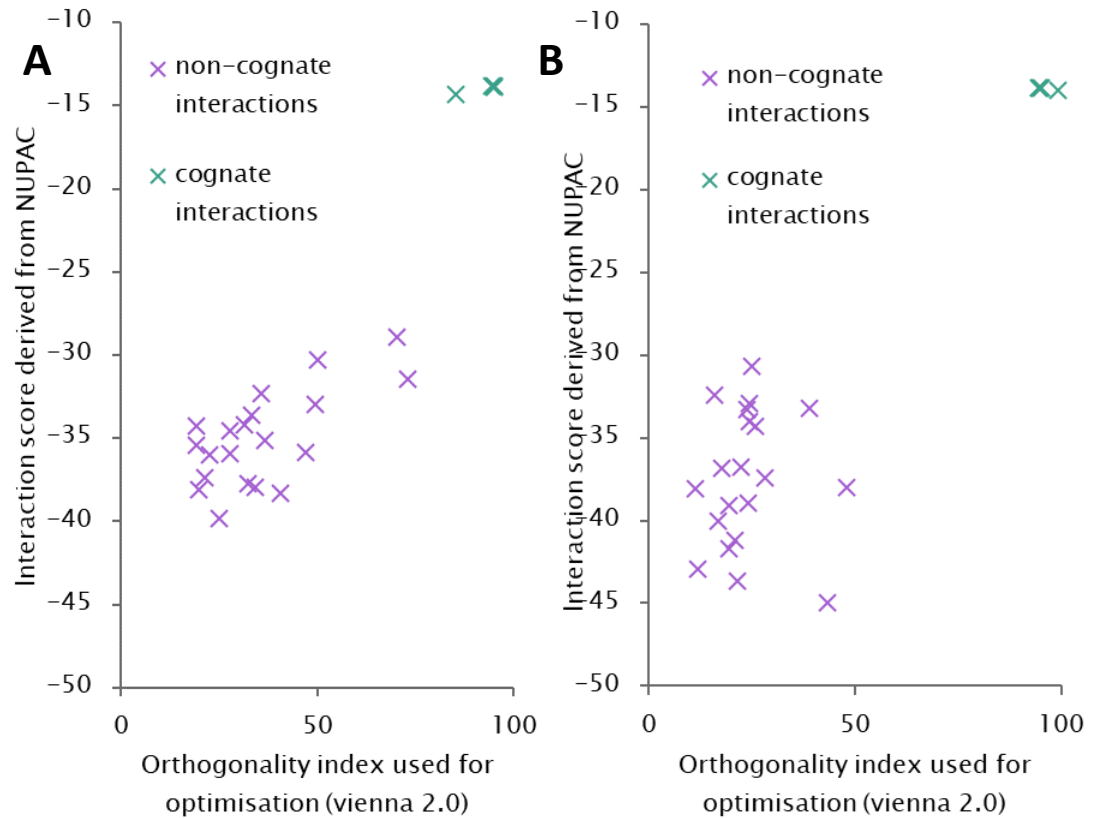 A
−10
−15
−20
−25
−30
−35
−40
−45
−50
0
50
100
Interaction score derived from NUPAC
non-cognate
interactions
cognate
interactions
Orthogonality index used for
optimisation (vienna 2.0)
B
−10
−15
−20
−25
−30
−35
−40
−45
−50
0
50
100
Interaction score derived from NUPAC
non-cognate
interactions
cognate
interactions
Orthogonality index used for
optimisation (vienna 2.0)